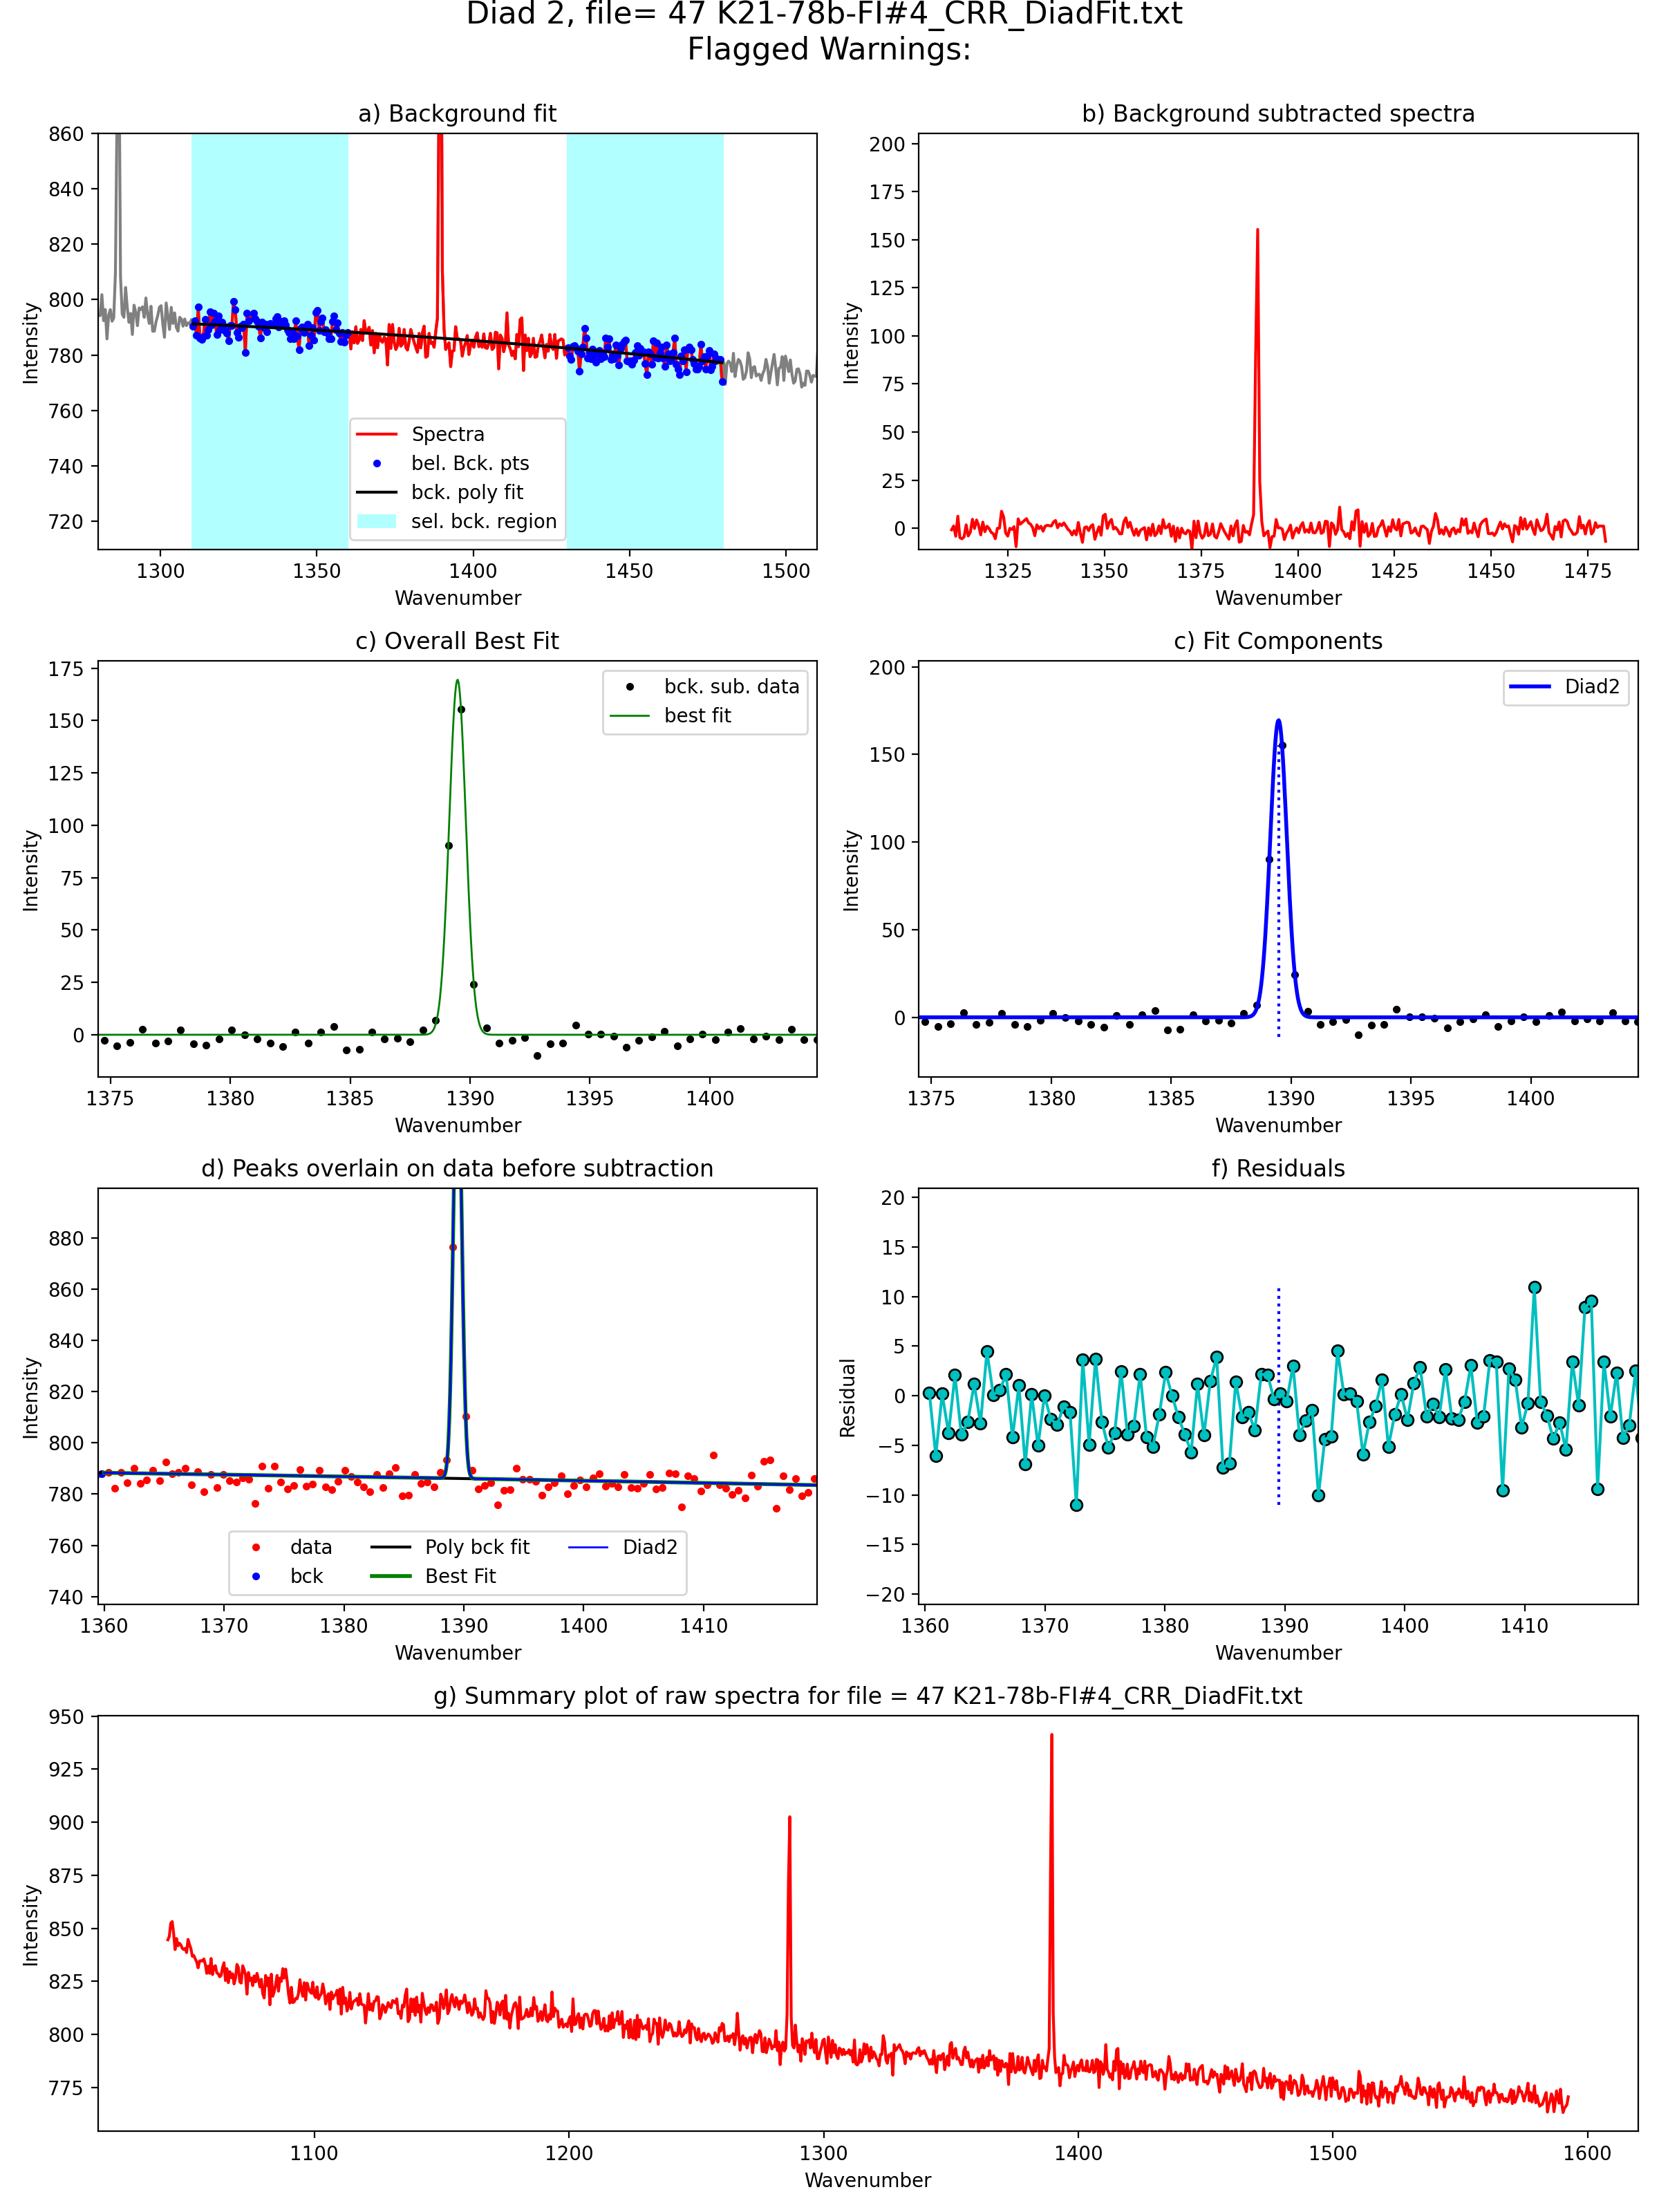 Diad 2, file= 47 K21-78b-FI#4_CRR_DiadFit.txt
Flagged Warnings:
a) Background fit
860
840
820
800
780
760
740
720
Intensity
Spectra
bel. Bck. pts
bck. poly fit
sel. bck. region
1300 1350 1400 1450 1500
Wavenumber
b) Background subtracted spectra
200
175
150
125
100
75
50
25
0
Intensity
1325 1350 1375 1400 1425 1450 1475
Wavenumber
c) Overall Best Fit
175
150
125
100
75
50
25
0
Intensity
bck. sub. data
best fit
1375 1380 1385 1390 1395 1400
Wavenumber
c) Fit Components
200
150
100
50
0
Intensity
Diad2
1375 1380 1385 1390 1395 1400
Wavenumber
d) Peaks overlain on data before subtraction
880
860
840
820
800
780
760
740
Intensity
data
bck
Poly bck fit
Best Fit
Diad2
1360 1370 1380 1390 1400 1410
Wavenumber
f) Residuals
20
15
10
5
0
−5
−10
−15
−20
Residual
1360 1370 1380 1390 1400 1410
Wavenumber
g) Summary plot of raw spectra for file = 47 K21-78b-FI#4_CRR_DiadFit.txt
950
925
900
875
850
825
800
775
Intensity
1100 1200 1300 1400 1500 1600
Wavenumber